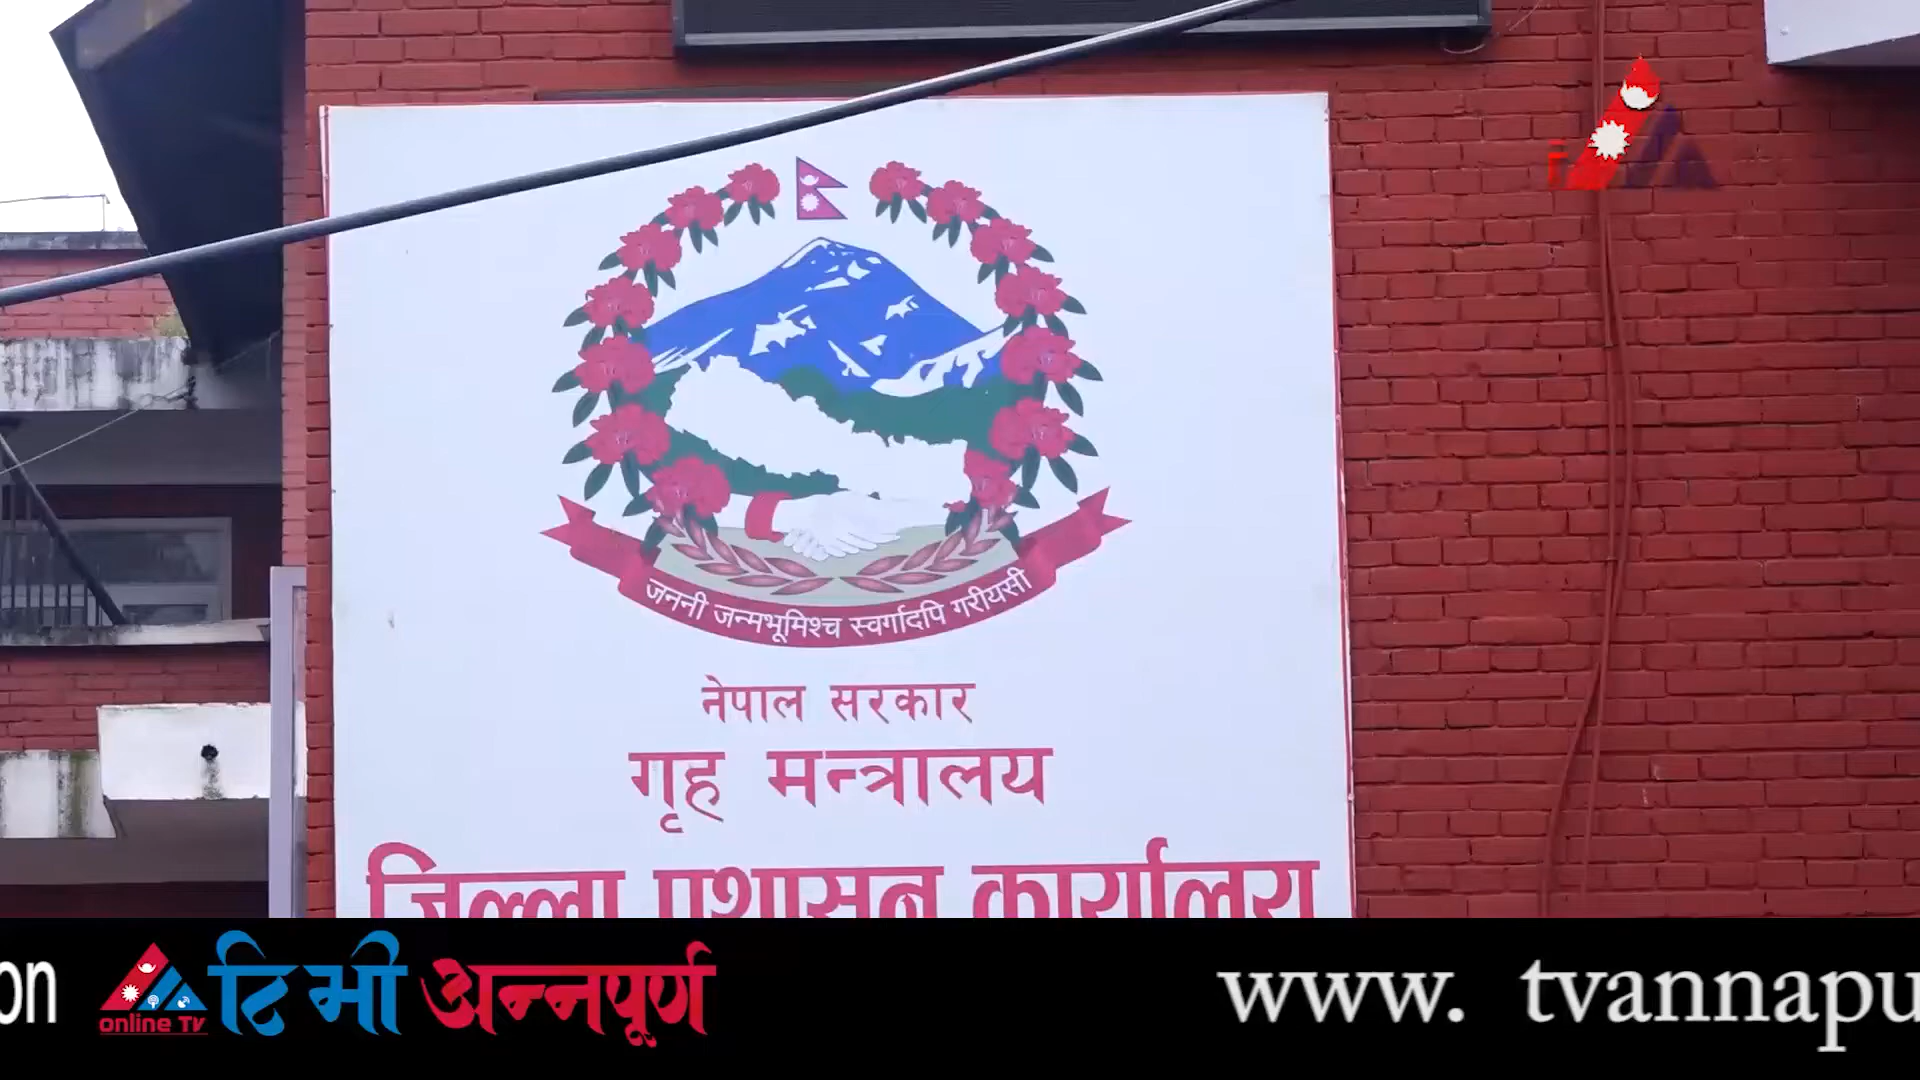 जननी जन्मभूमिश्च स्वर्गादपि गरीयसी
नेपाल सरकार
गृह मन्त्रालय
जिल्ला प्रशासन कार्यालय
on
online Tv
टि भी अन्नपूर्ण
www. tvannapu